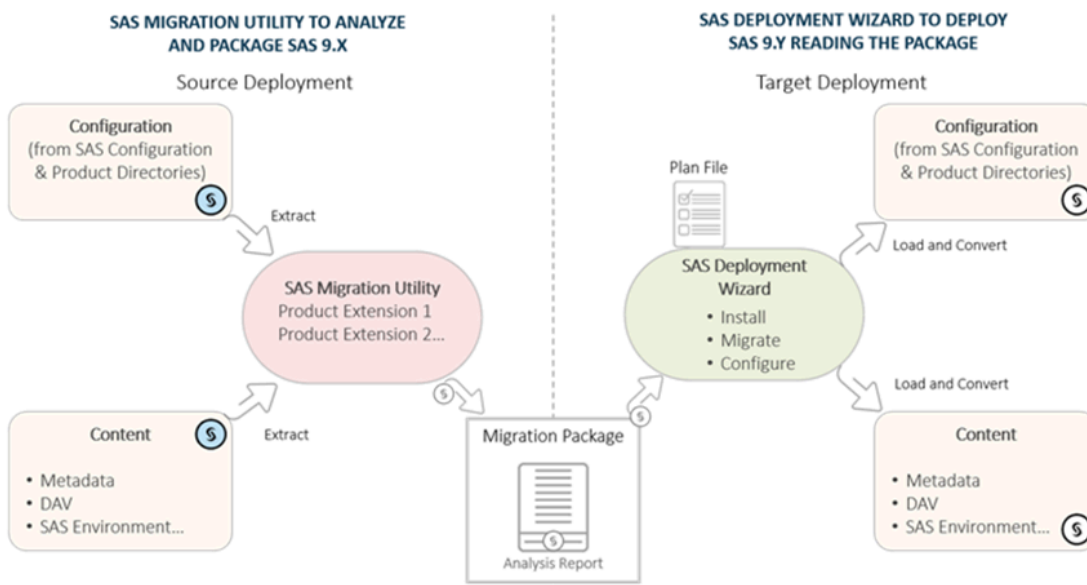 SAS MIGRATION UTILITY TO ANALYZE
AND PACKAGE SAS 9.X
Source Deployment
Configuration
(from SAS Configuration
& Product Directories)
Extract
SAS Migration Utility
Product Extension 1
Product Extension 2...
Content
• Metadata
• DAV
• SAS Environment...
Extract
Migration Package
Analysis Report
SAS DEPLOYMENT WIZARD TO DEPLOY
SAS 9.Y READING THE PACKAGE
Target Deployment
Plan File
SAS Deployment
Wizard
• Install
• Migrate
• Configure
Configuration
(from SAS Configuration
& Product Directories)
Load and Convert
Load and Convert
Content
• Metadata
• DAV
• SAS Environment...